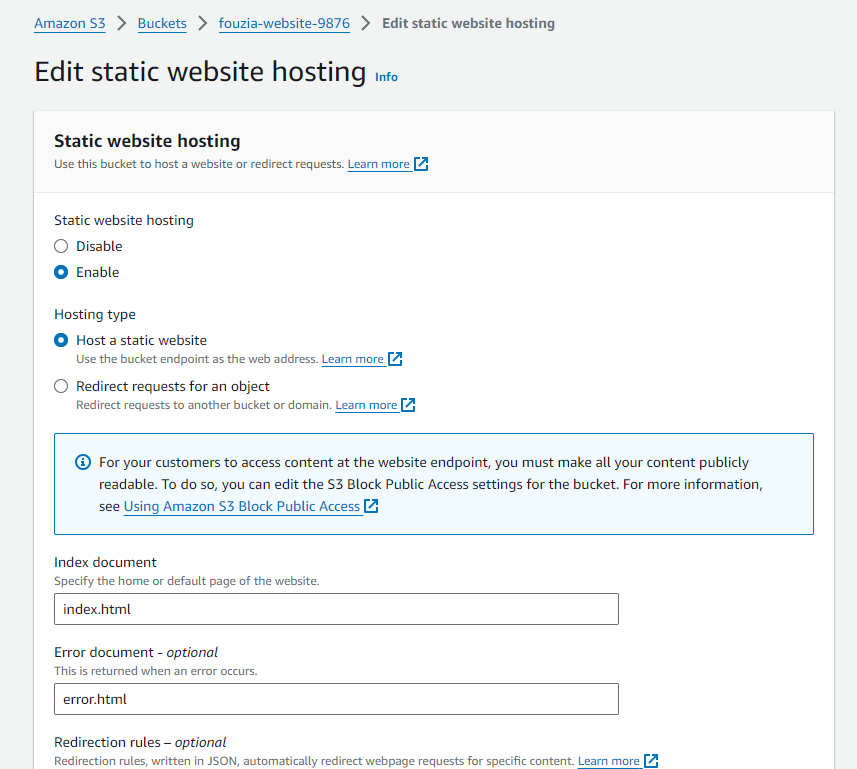 Amazon S3 > Buckets > fouzia-website-9876 > Edit static website hosting
Edit static website hosting Info
Static website hosting
Use this bucket to host a website or redirect requests. Learn more
Static website hosting
Disable
Enable
Hosting type
Host a static website
Use the bucket endpoint as the web address. Learn more
Redirect requests for an object
Redirect requests to another bucket or domain. Learn more
For your customers to access content at the website endpoint, you must make all your content publicly
readable. To do so, you can edit the S3 Block Public Access settings for the bucket. For more information,
see Using Amazon S3 Block Public Access
Index document
Specify the home or default page of the website.
index.html
Error document - optional
This is returned when an error occurs.
error.html
Redirection rules – optional
Redirection rules, written in JSON, automatically redirect webpage requests for specific content. Learn more